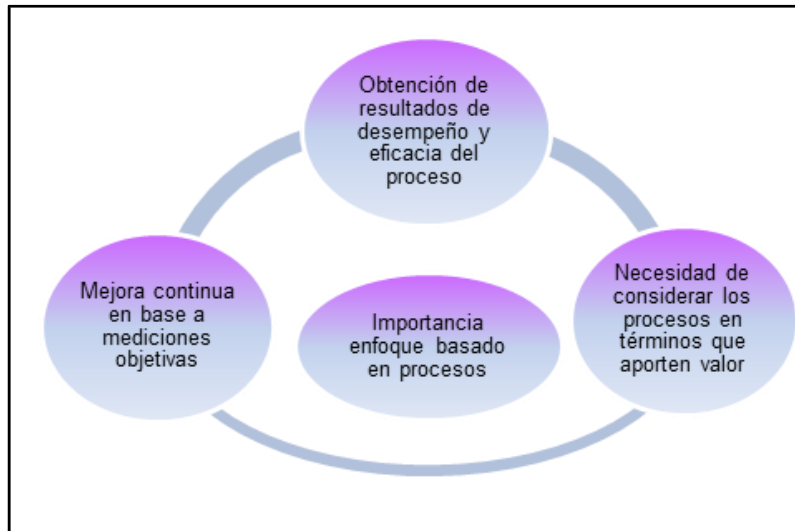 Obtención de
resultados de
desempeño y
eficacia del
proceso
Mejora continua
en base a
mediciones
objetivas
Importancia
enfoque basado
en procesos
Necesidad de
considerar los
procesos en
términos que
aporten valor